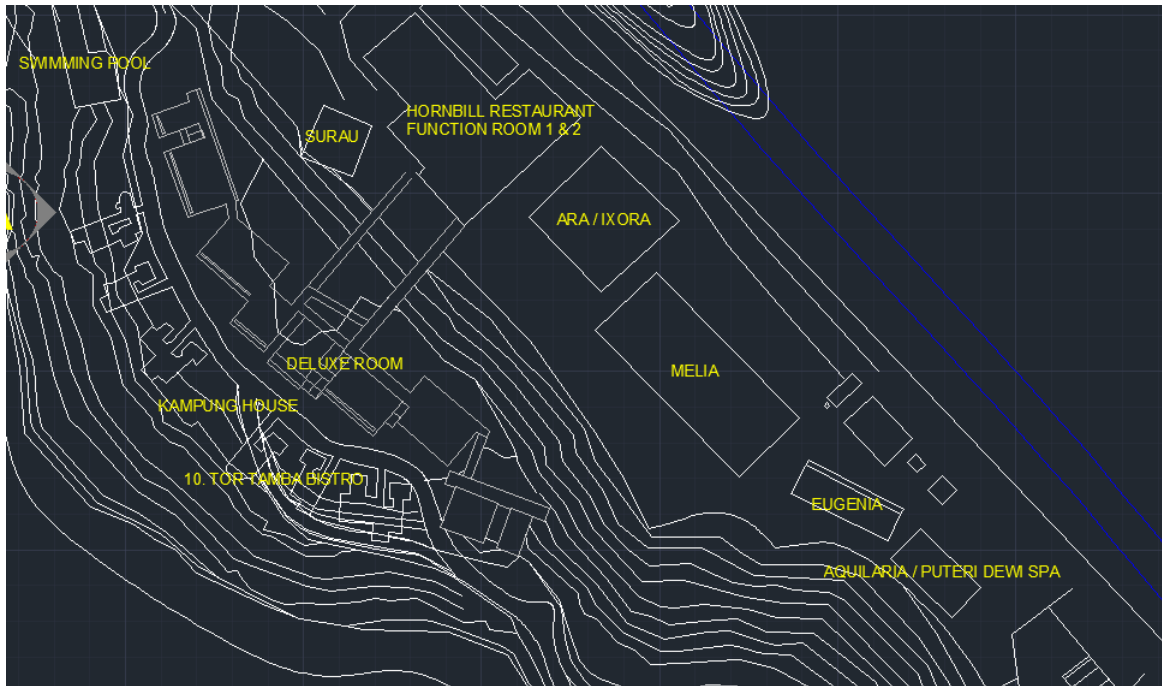 SWIMMING POOL
HORNBILL RESTAURANT
FUNCTION ROOM 1 & 2
SURAU
ARA / IXORA
DELUXE ROOM
MELIA
KAMPUNG HOUSE
10. TOR TAMBA BISTRO
EUGENIA
AQUILARIA / PUTERI DEWI SPA